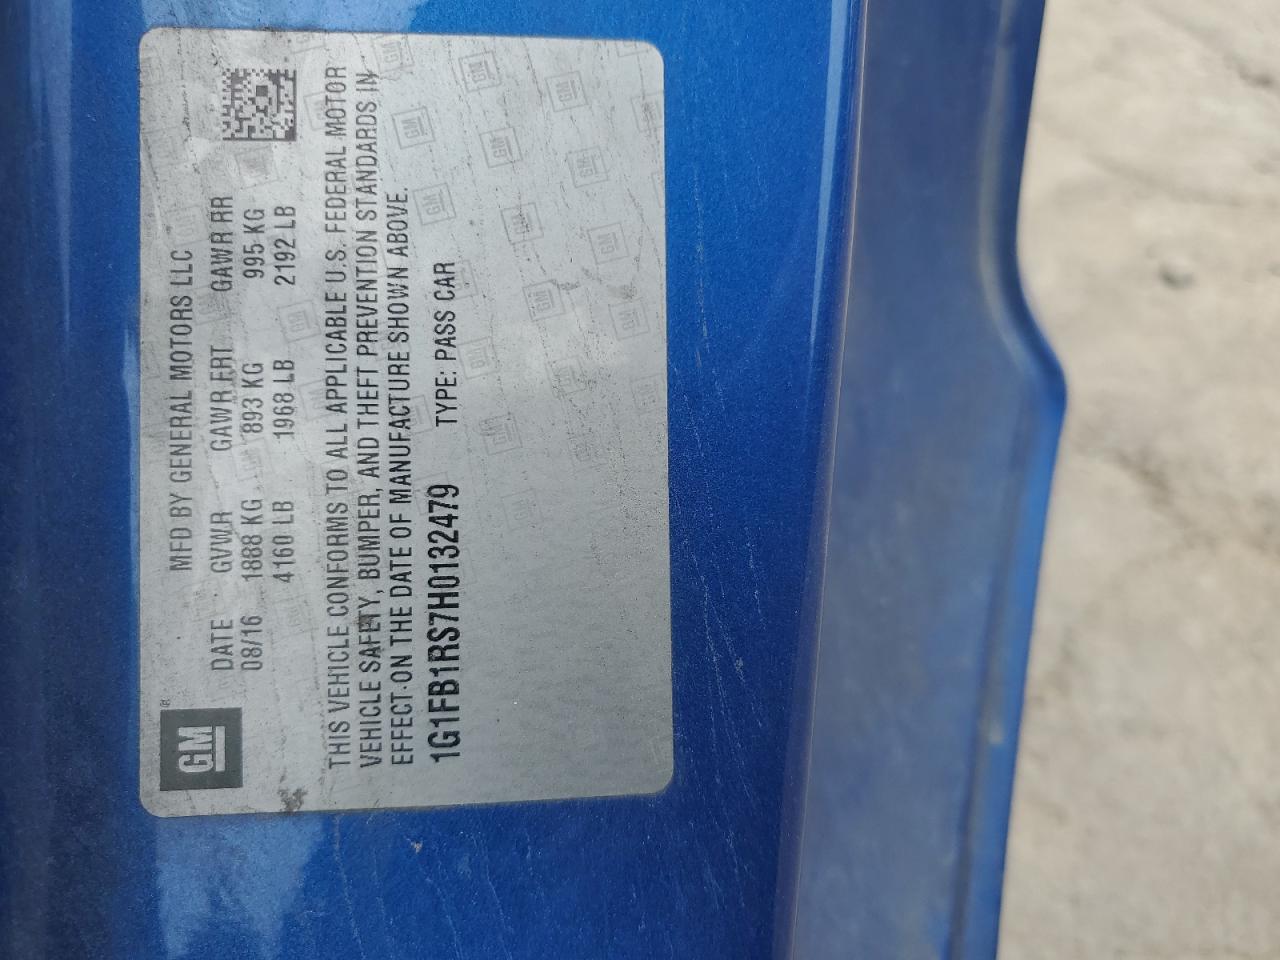 GM®
MFD BY GENERAL MOTORS LLC
DATE GVWR GAWR FRT GAWR RR
08/16 1888 KG 893 KG 995 KG
4160 LB 1968 LB 2192 LB
THIS VEHICLE CONFORMS TO ALL APPLICABLE U.S. FEDERAL MOTOR
VEHICLE SAFETY, BUMPER, AND THEFT PREVENTION STANDARDS IN
EFFECT ON THE DATE OF MANUFACTURE SHOWN ABOVE.
1G1FB1RS7H0132479 TYPE: PASS CAR